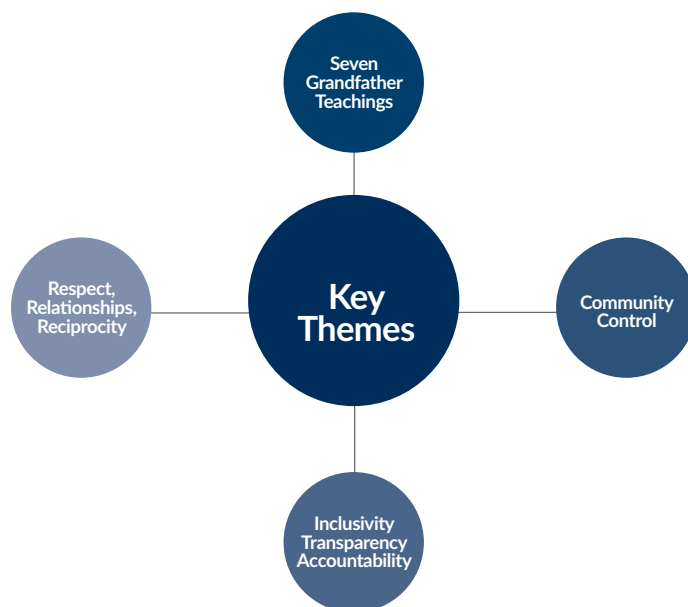 Seven
Grandfather
Teachings
Respect,
Relationships,
Reciprocity
Key
Themes
Community
Control
Inclusivity
Transparency
Accountability